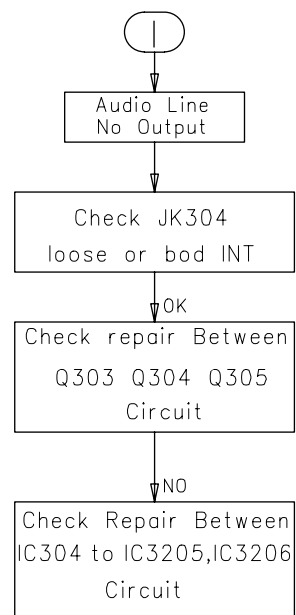 I
Audio Line
No Output
Check JK304
loose or bod INT
OK
Check repair Between
Q303 Q304 Q305
Circuit
NO
Check Repair Between
IC304 to IC3205,IC3206
Circuit